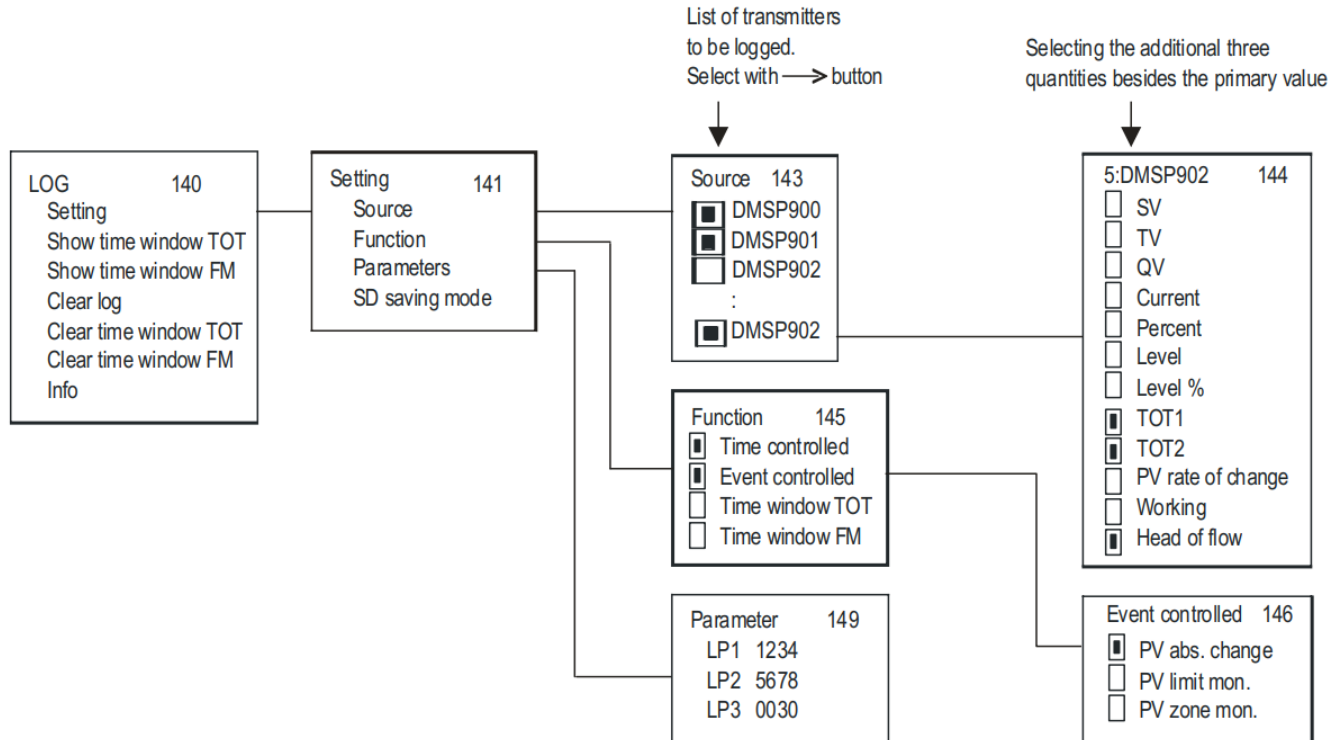 List of transmitters
to be logged.
Select with button
Selecting the additional three
quantities besides the primary value
LOG 140
Setting
Show time window TOT
Show time window FM
Clear log
Clear time window TOT
Clear time window FM
Info
Setting 141
Source
Function
Parameters
SD saving mode
Source 143
DMSP900
DMSP901
DMSP902
:
DMSP902
5:DMSP902 144
SV
TV
QV
Current
Percent
Level
Level %
TOT1
TOT2
PV rate of change
Working
Head of flow
Function 145
Time controlled
Event controlled
Time window TOT
Time window FM
Parameter 149
LP1 1234
LP2 5678
LP3 0030
Event controlled 146
PV abs. change
PV limit mon.
PV zone mon.